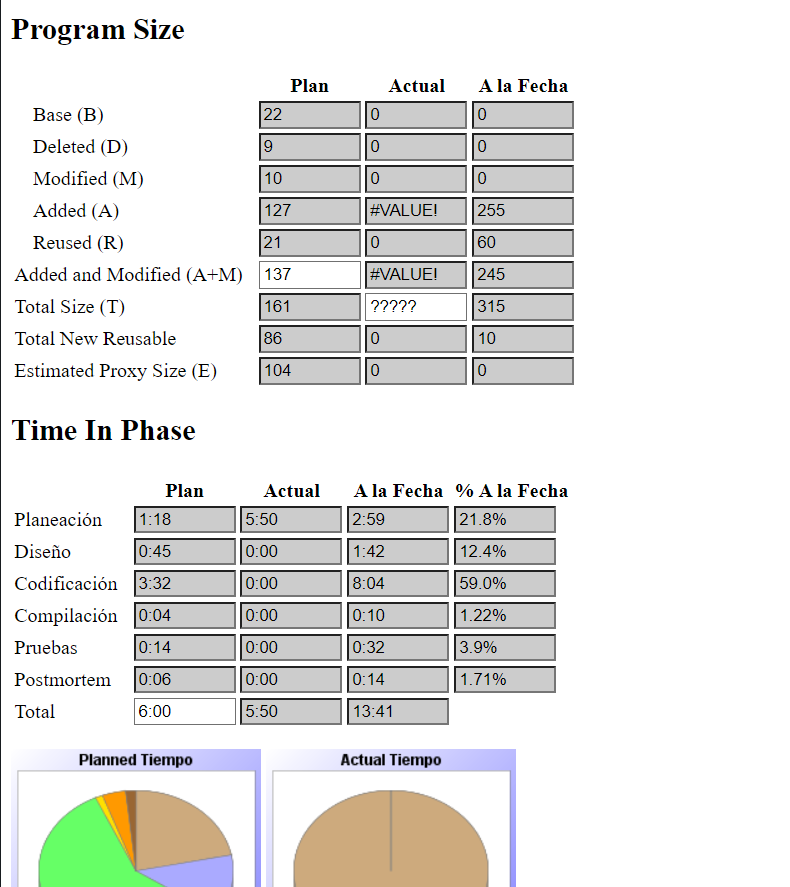 Program Size
Plan Actual A la Fecha
Base (B) 22 0 0
Deleted (D) 9 0 0
Modified (M) 10 0 0
Added (A) 127 #VALUE! 255
Reused (R) 21 0 60
Added and Modified (A+M) 137 #VALUE! 245
Total Size (T) 161 ????? 315
Total New Reusable 86 0 10
Estimated Proxy Size (E) 104 0 0
Time In Phase
Plan Actual A la Fecha % A la Fecha
Planeación 1:18 5:50 2:59 21.8%
Diseño 0:45 0:00 1:42 12.4%
Codificación 3:32 0:00 8:04 59.0%
Compilación 0:04 0:00 0:10 1.22%
Pruebas 0:14 0:00 0:32 3.9%
Postmortem 0:06 0:00 0:14 1.71%
Total 6:00 5:50 13:41
Planned Tiempo Actual Tiempo